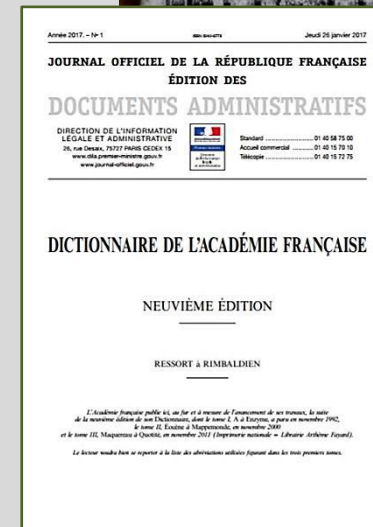 Année 2017. – Nº 1
Jeudi 26 janvier 2017
JOURNAL OFFICIEL DE LA RÉPUBLIQUE FRANÇAISE
ÉDITION DES
DOCUMENTS ADMINISTRATIFS
DIRECTION DE L'INFORMATION
LÉGALE ET ADMINISTRATIVE
26, rue Desaix, 75727 PARIS CEDEX 15
www.dila.premier-ministre.gouv.fr
www.journal-officiel.gouv.fr
Standard ........................ 01 40 58 75 00
Accueil commercial .......... 01 40 15 70 10
Télécopie ........................ 01 40 15 72 75
DICTIONNAIRE DE L'ACADÉMIE FRANÇAISE
NEUVIÈME ÉDITION
RESSORT à RIMBALDIEN
L'Académie française publie ici, au fur et à mesure de l'avancement de ses travaux, la suite
de la neuvième édition de son Dictionnaire, dont le tome I, A à Enzyme, a paru en novembre 1992,
le tome II, Éocène à Mappemonde, en novembre 2000
et le tome III, Maquereau à Quotité, en novembre 2011 (Imprimerie nationale – Librairie Arthème Fayard).
Le lecteur voudra bien se reporter à la liste des abréviations utilisées figurant dans les trois premiers tomes.